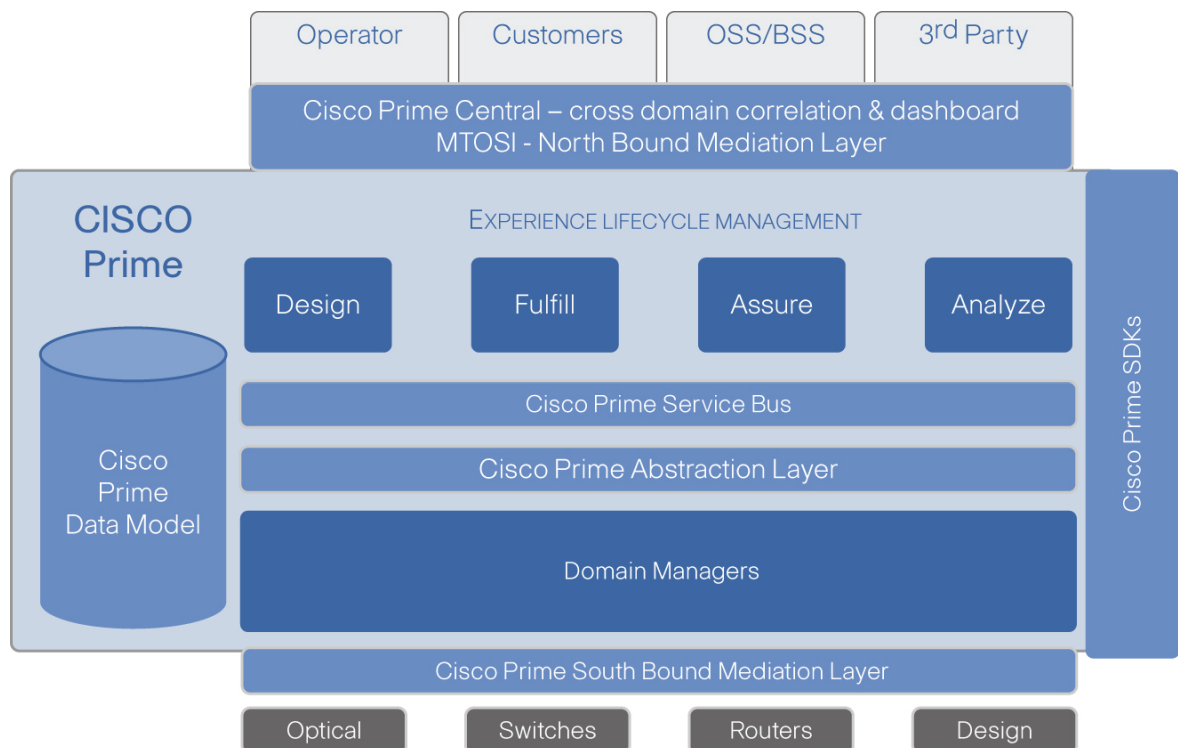 Operator
Customers
OSS/BSS
3rd Party
Cisco Prime Central – cross domain correlation & dashboard
MTOSI - North Bound Mediation Layer
CISCO
Prime
EXPERIENCE LIFECYCLE MANAGEMENT
Design
Fulfill
Assure
Analyze
Cisco Prime Service Bus
Cisco Prime Abstraction Layer
Cisco
Prime
Data Model
Domain Managers
Cisco Prime SDKs
Cisco Prime South Bound Mediation Layer
Optical
Switches
Routers
Design